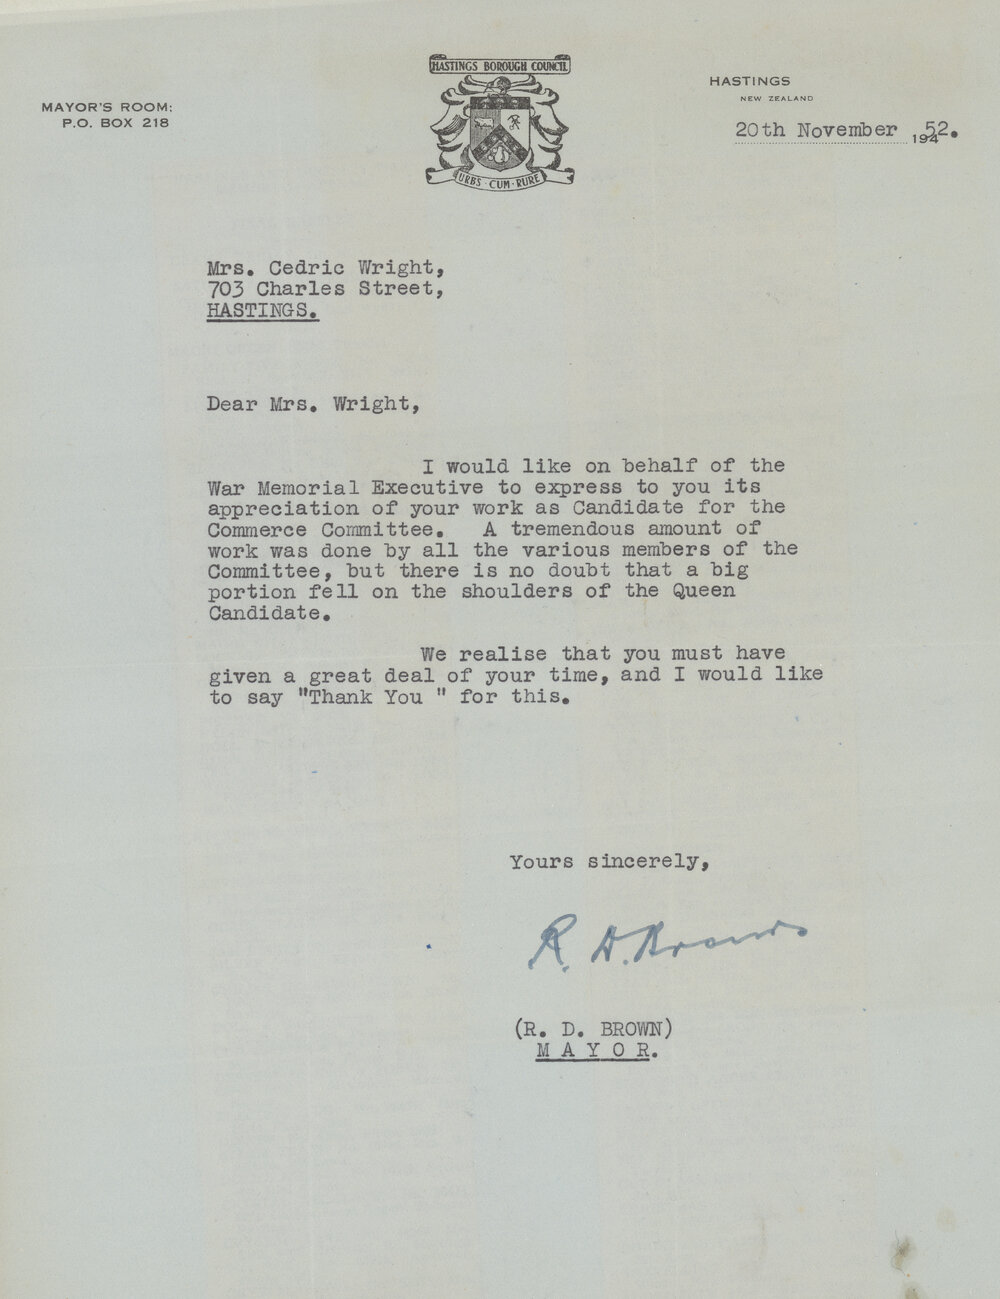 HASTINGS BOROUGH COUNCIL
URBS · CUM · RURE
MAYOR'S ROOM:
P.O. BOX 218
HASTINGS
NEW ZEALAND
20th November 19452.
Mrs. Cedric Wright,
703 Charles Street,
HASTINGS.
Dear Mrs. Wright,
I would like on behalf of the
War Memorial Executive to express to you its
appreciation of your work as Candidate for the
Commerce Committee. A tremendous amount of
work was done by all the various members of the
Committee, but there is no doubt that a big
portion fell on the shoulders of the Queen
Candidate.
We realise that you must have
given a great deal of your time, and I would like
to say "Thank You " for this.
Yours sincerely,
R. D. Brown
(R. D. BROWN)
M A Y O R.